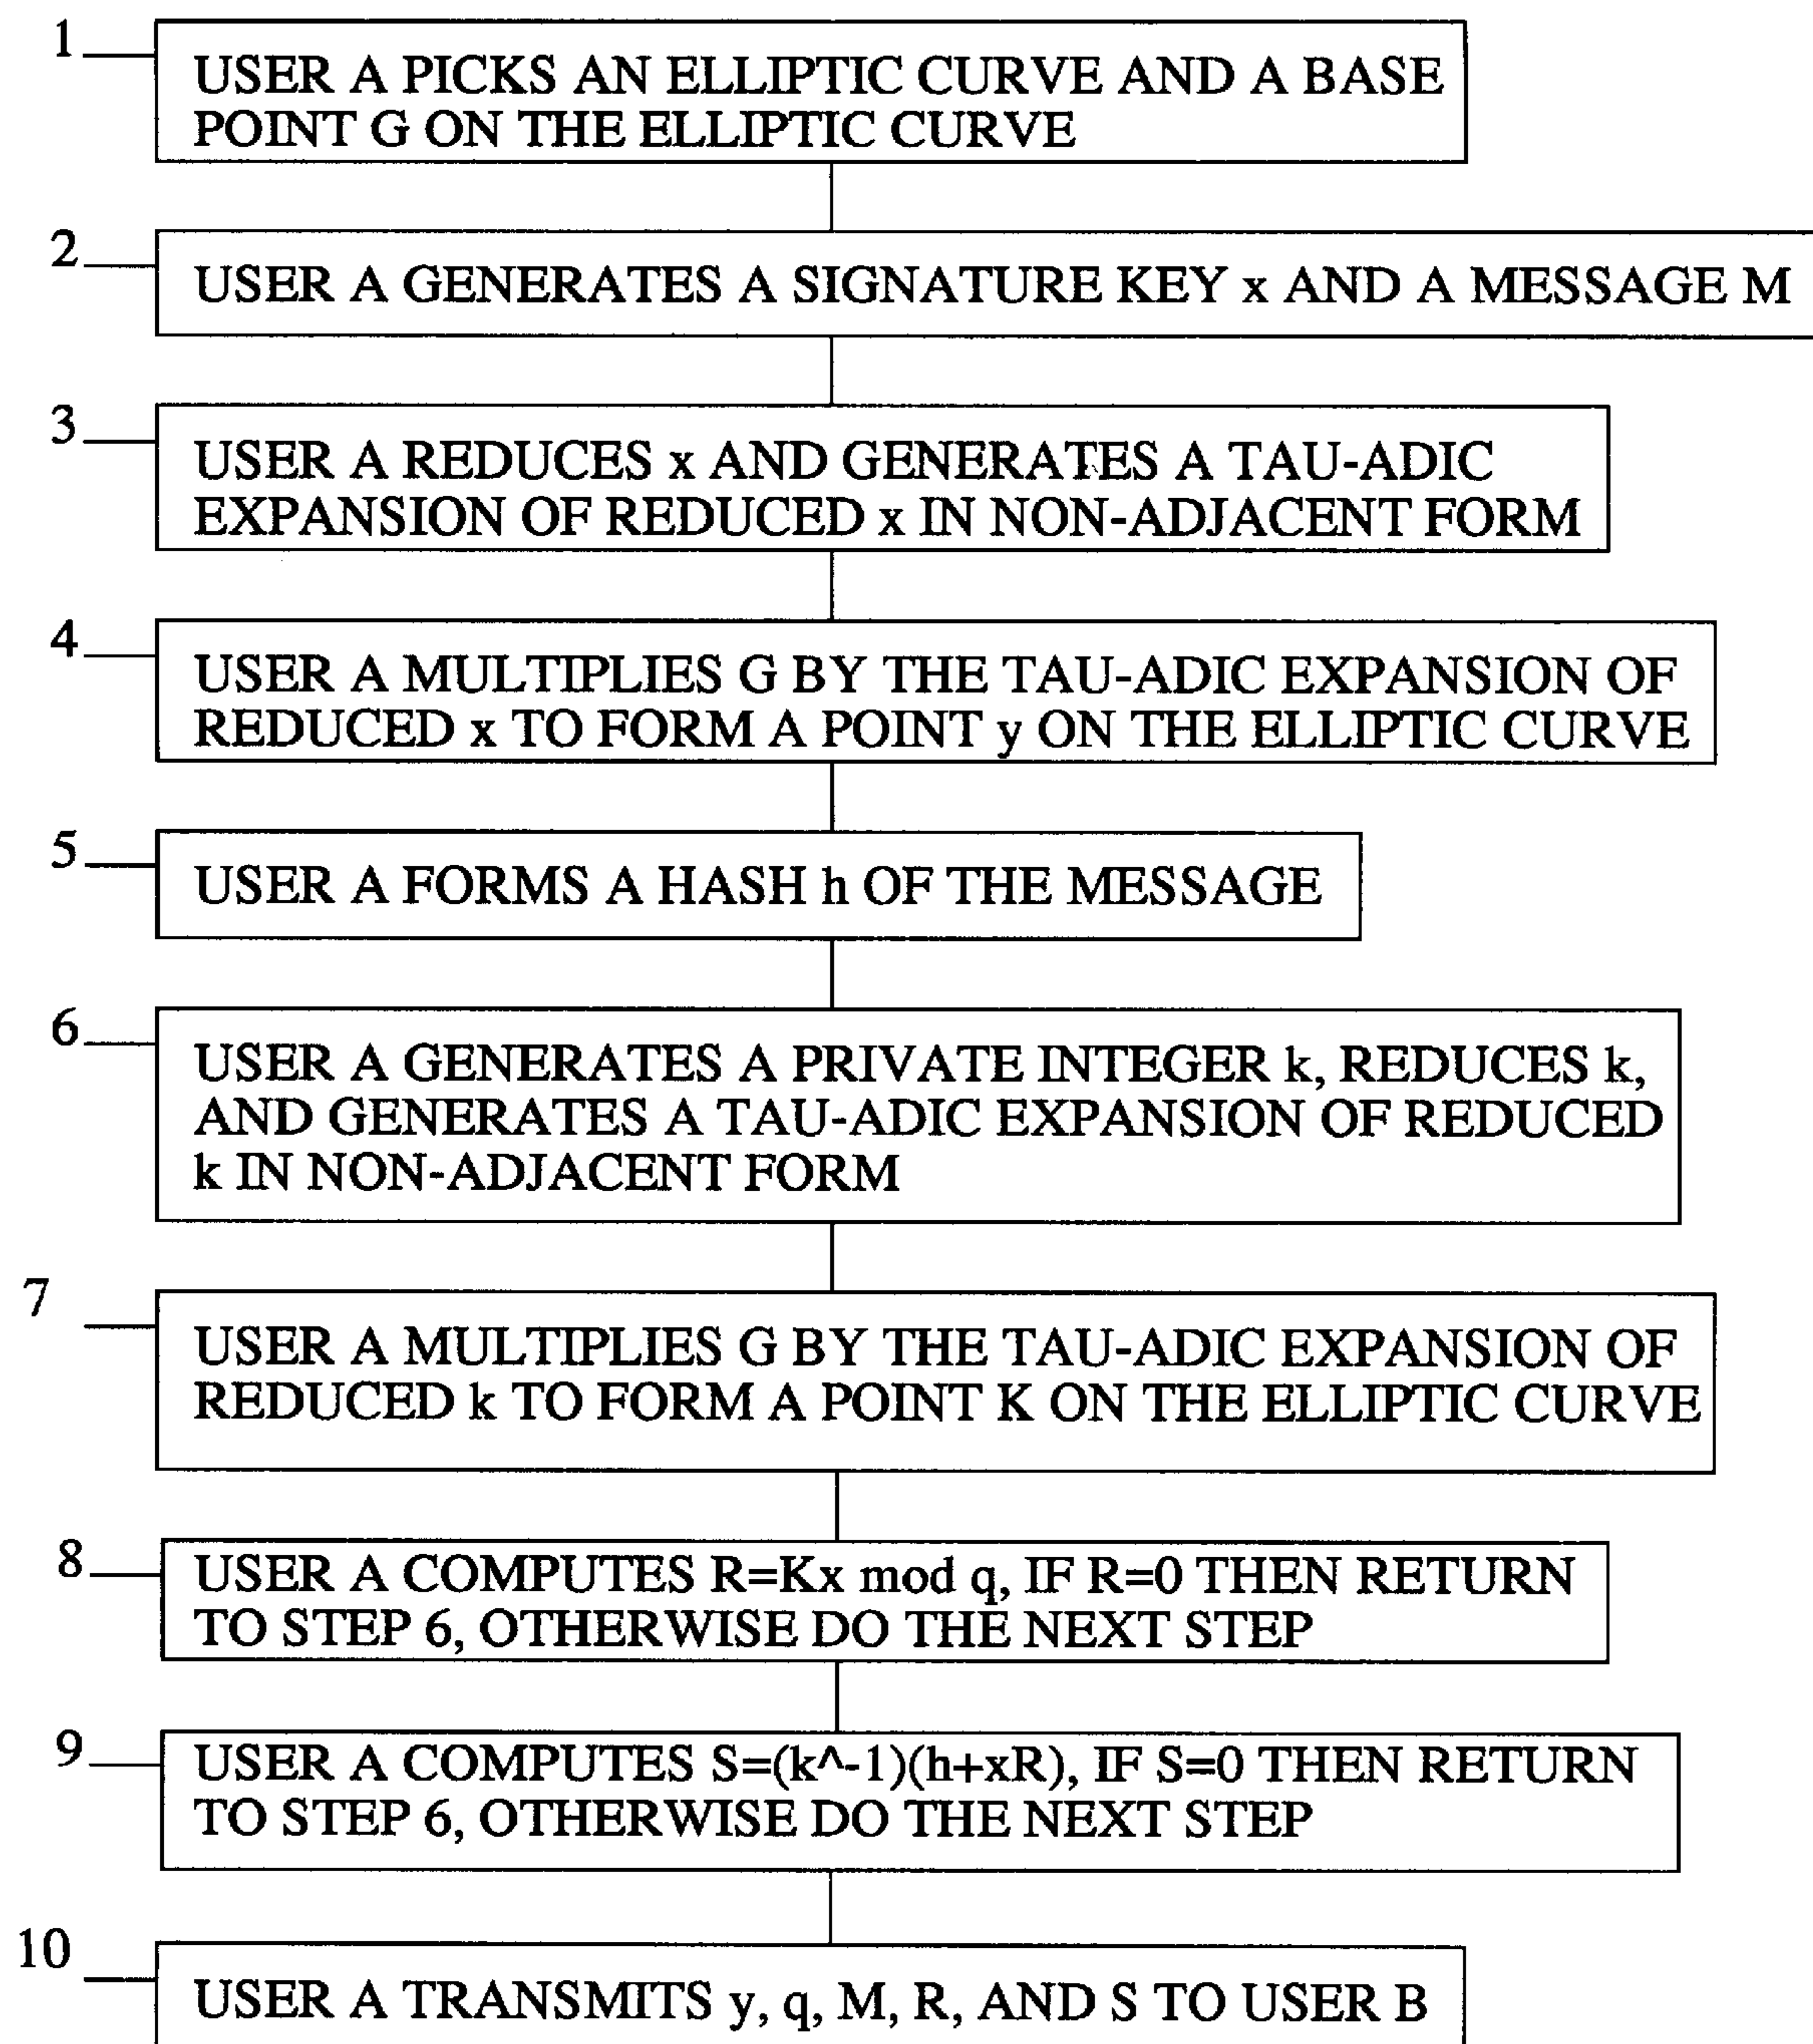 1
USER A PICKS AN ELLIPTIC CURVE AND A BASE
POINT G ON THE ELLIPTIC CURVE
2
USER A GENERATES A SIGNATURE KEY x AND A MESSAGE M
3
USER A REDUCES x AND GENERATES A TAU-ADIC
EXPANSION OF REDUCED x IN NON-ADJACENT FORM
4
USER A MULTIPLIES G BY THE TAU-ADIC EXPANSION OF
REDUCED x TO FORM A POINT y ON THE ELLIPTIC CURVE
5
USER A FORMS A HASH h OF THE MESSAGE
6
USER A GENERATES A PRIVATE INTEGER k, REDUCES k,
AND GENERATES A TAU-ADIC EXPANSION OF REDUCED
k IN NON-ADJACENT FORM
7
USER A MULTIPLIES G BY THE TAU-ADIC EXPANSION OF
REDUCED k TO FORM A POINT K ON THE ELLIPTIC CURVE
8
USER A COMPUTES R=Kx mod q, IF R=0 THEN RETURN
TO STEP 6, OTHERWISE DO THE NEXT STEP
9
USER A COMPUTES S=(k^-1)(h+xR), IF S=0 THEN RETURN
TO STEP 6, OTHERWISE DO THE NEXT STEP
10
USER A TRANSMITS y, q, M, R, AND S TO USER B